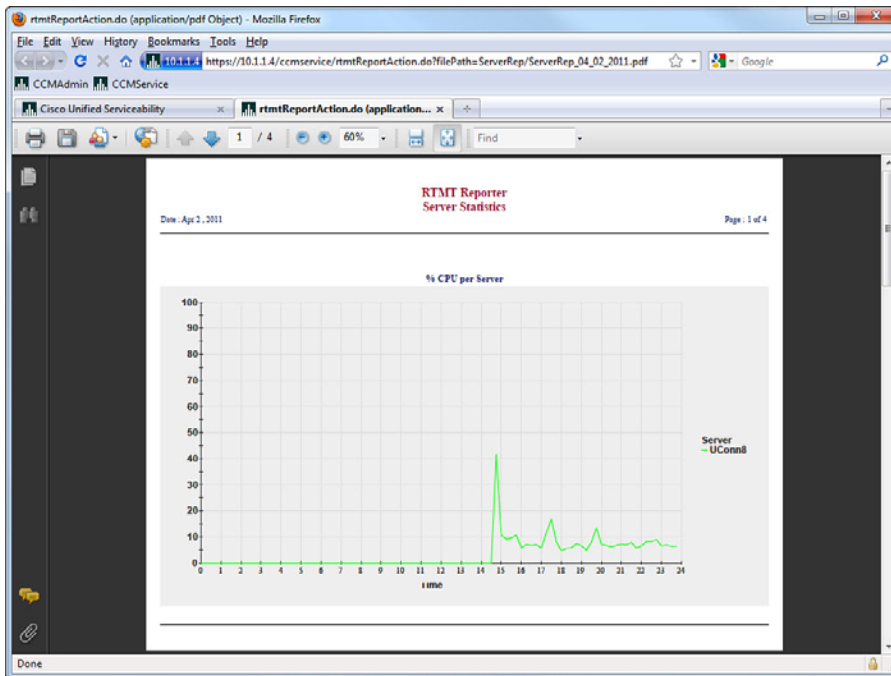 rtmtReportAction.do (application/pdf Object) - Mozilla Firefox
File Edit View History Bookmarks Tools Help
10.1.1.4 https://10.1.1.4/ccmservice/rtmtReportAction.do?filePath=ServerRep/ServerRep_04_02_2011.pdf Google
CCMAdmin CCMService
Cisco Unified Serviceability rtmtReportAction.do (application...
1 / 4 60% Find
RTMT Reporter
Server Statistics
Date : Apr 2 , 2011 Page : 1 of 4
% CPU per Server
100
90
80
70
60
50
40
30
20
10
0
Server
UConn8
0 1 2 3 4 5 6 7 8 9 10 11 12 13 14 15 16 17 18 19 20 21 22 23 24
Time
Done